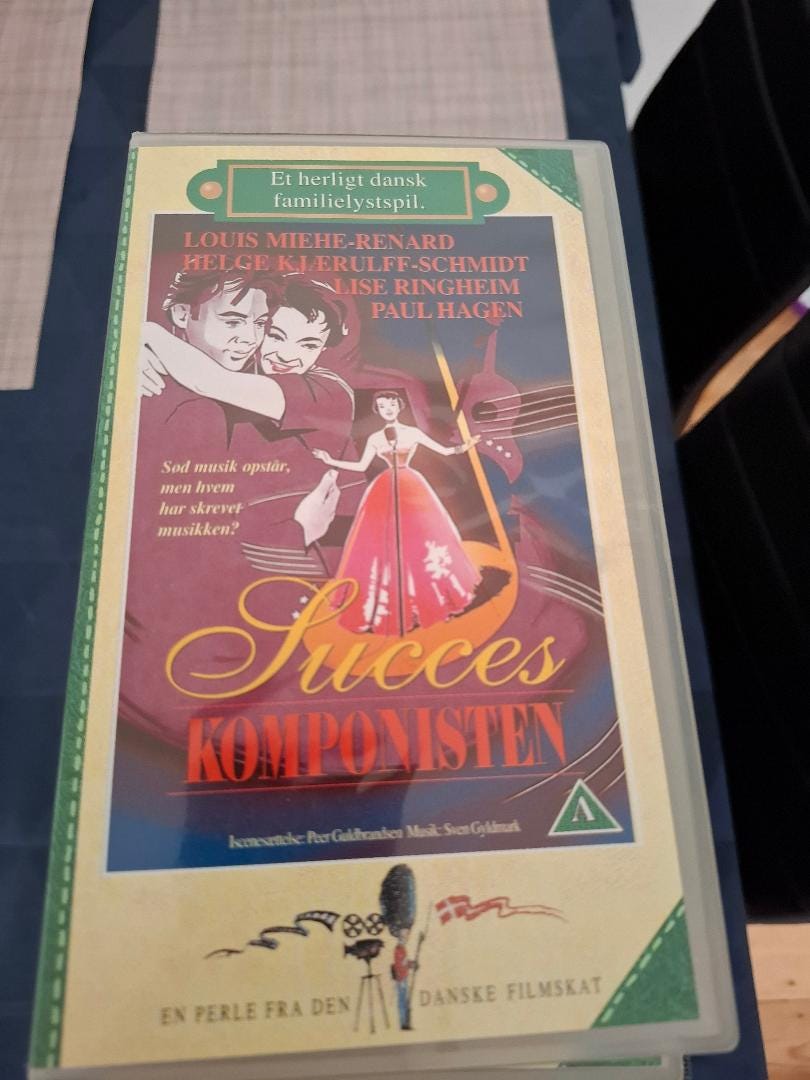 Et herligt dansk
familielystspil.
LOUIS MIEHE-RENARD
HELGE KJÆRULFF-SCHMIDT
LISE RINGHEIM
PAUL HAGEN
Sød musik opstår,
men hvem
har skrevet
musikken?
Succes
KOMPONISTEN
Iscenesættelse: Peer Guldbrandsen Musik: Sven Gyldmark
A
EN PERLE FRA DEN DANSKE FILMSKAT